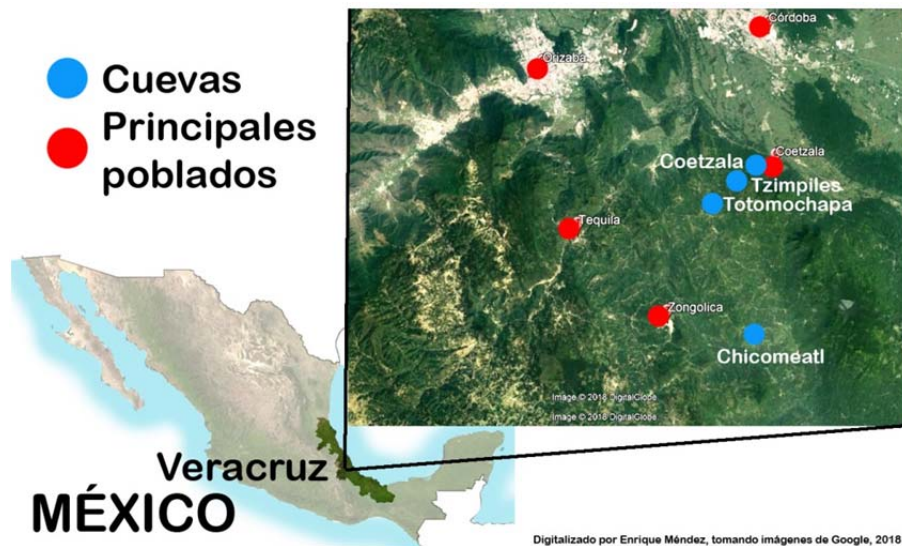 Cuevas
Principales
poblados
Córdoba
Orizaba
Coetzala
Coetzala
Tzimpiles
Totomochapa
Tequila
Zongolica
Chicomeatl
Image © 2018 DigitalGlobe
Image © 2018 DigitalGlobe
Veracruz
MÉXICO
Digitalizado por Enrique Méndez, tomando imágenes de Google, 2018